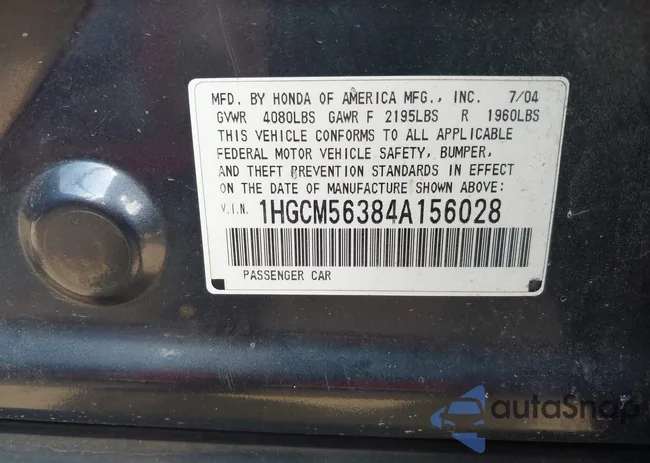 MFD. BY HONDA OF AMERICA MFG., INC. 7/04
GVWR 4080LBS GAWR F 2195LBS R 1960LBS
THIS VEHICLE CONFORMS TO ALL APPLICABLE
FEDERAL MOTOR VEHICLE SAFETY, BUMPER,
AND THEFT PREVENTION STANDARDS IN EFFECT
ON THE DATE OF MANUFACTURE SHOWN ABOVE:
V.I.N. 1HGCM56384A156028
PASSENGER CAR
autoSnap